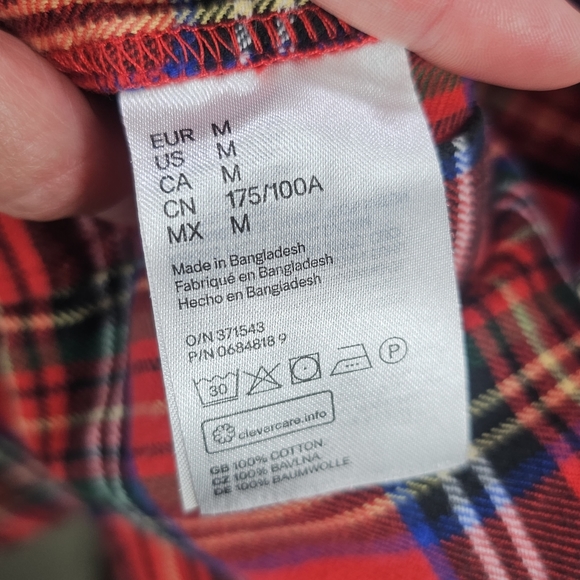 EUR M
US M
CA M
CN 175/100A
MX M
Made in Bangladesh
Fabriqué en Bangladesh
Hecho en Bangladesh
O/N 371543
P/N 0684818 9
30 P
clevercare.info
GB 100% COTTON
CZ 100% BAVLNA
DE 100% BAUMWOLLE